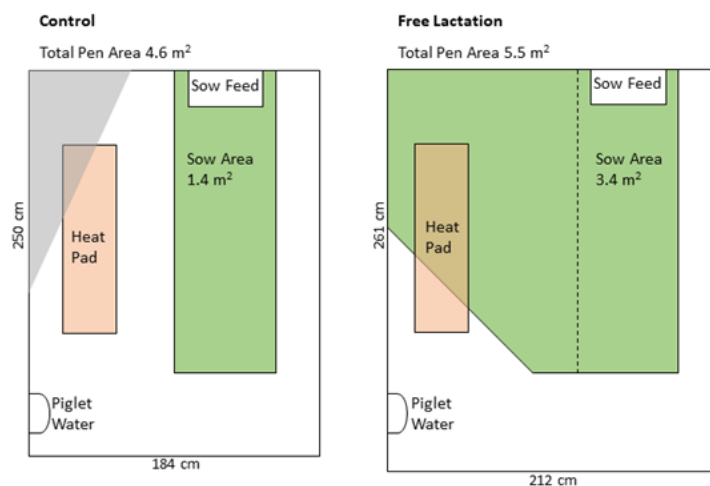 Control
Total Pen Area 4.6 m²
Sow Feed
Sow Area
1.4 m²
Heat
Pad
250 cm
Piglet
Water
184 cm
Free Lactation
Total Pen Area 5.5 m²
Sow Feed
Sow Area
3.4 m²
Heat
Pad
261 cm
Piglet
Water
212 cm